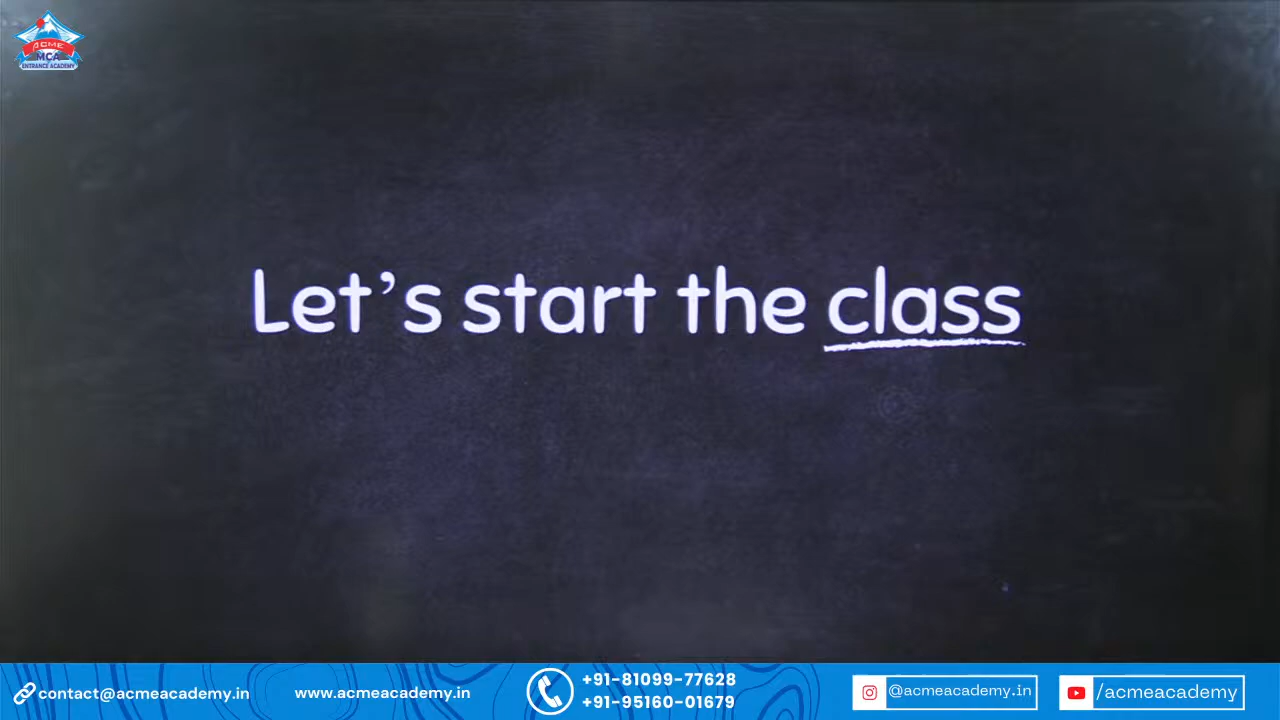 ACME
MCA
ENTRANCE ACADEMY
Let’s start the class
contact@acmeacademy.in
www.acmeacademy.in
+91-81099-77628
+91-95160-01679
@acmeacademy.in
/acmeacademy